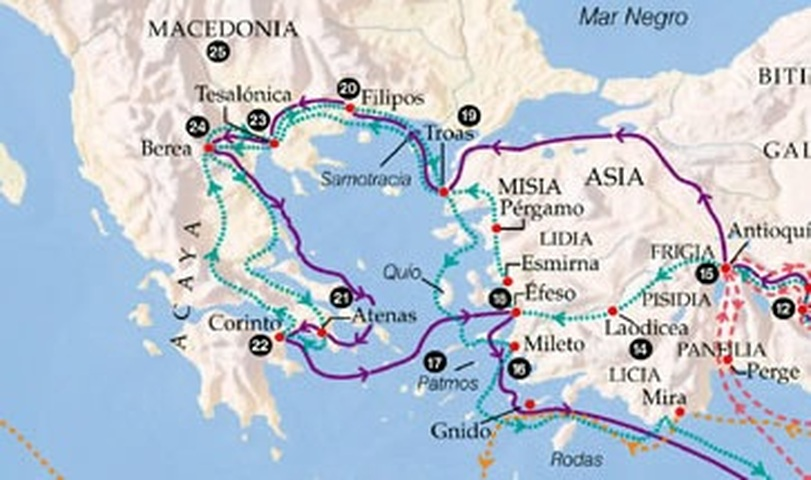 Mar Negro
MACEDONIA
25
BITI
20
Tesalónica
Filipos
23
19
24
Troas
Berea
GAL
Samotracia
MISIA
ASIA
Pérgamo
Antioquí
LIDIA
ACAYA
FRIGIA
Esmirna
Quío
15
18
Éfeso
PISIDIA
21
Atenas
12
Corinto
Laodicea
22
Mileto
14
PANFILIA
17
16
Patmos
LICIA
Perge
Mira
Gnido
Rodas